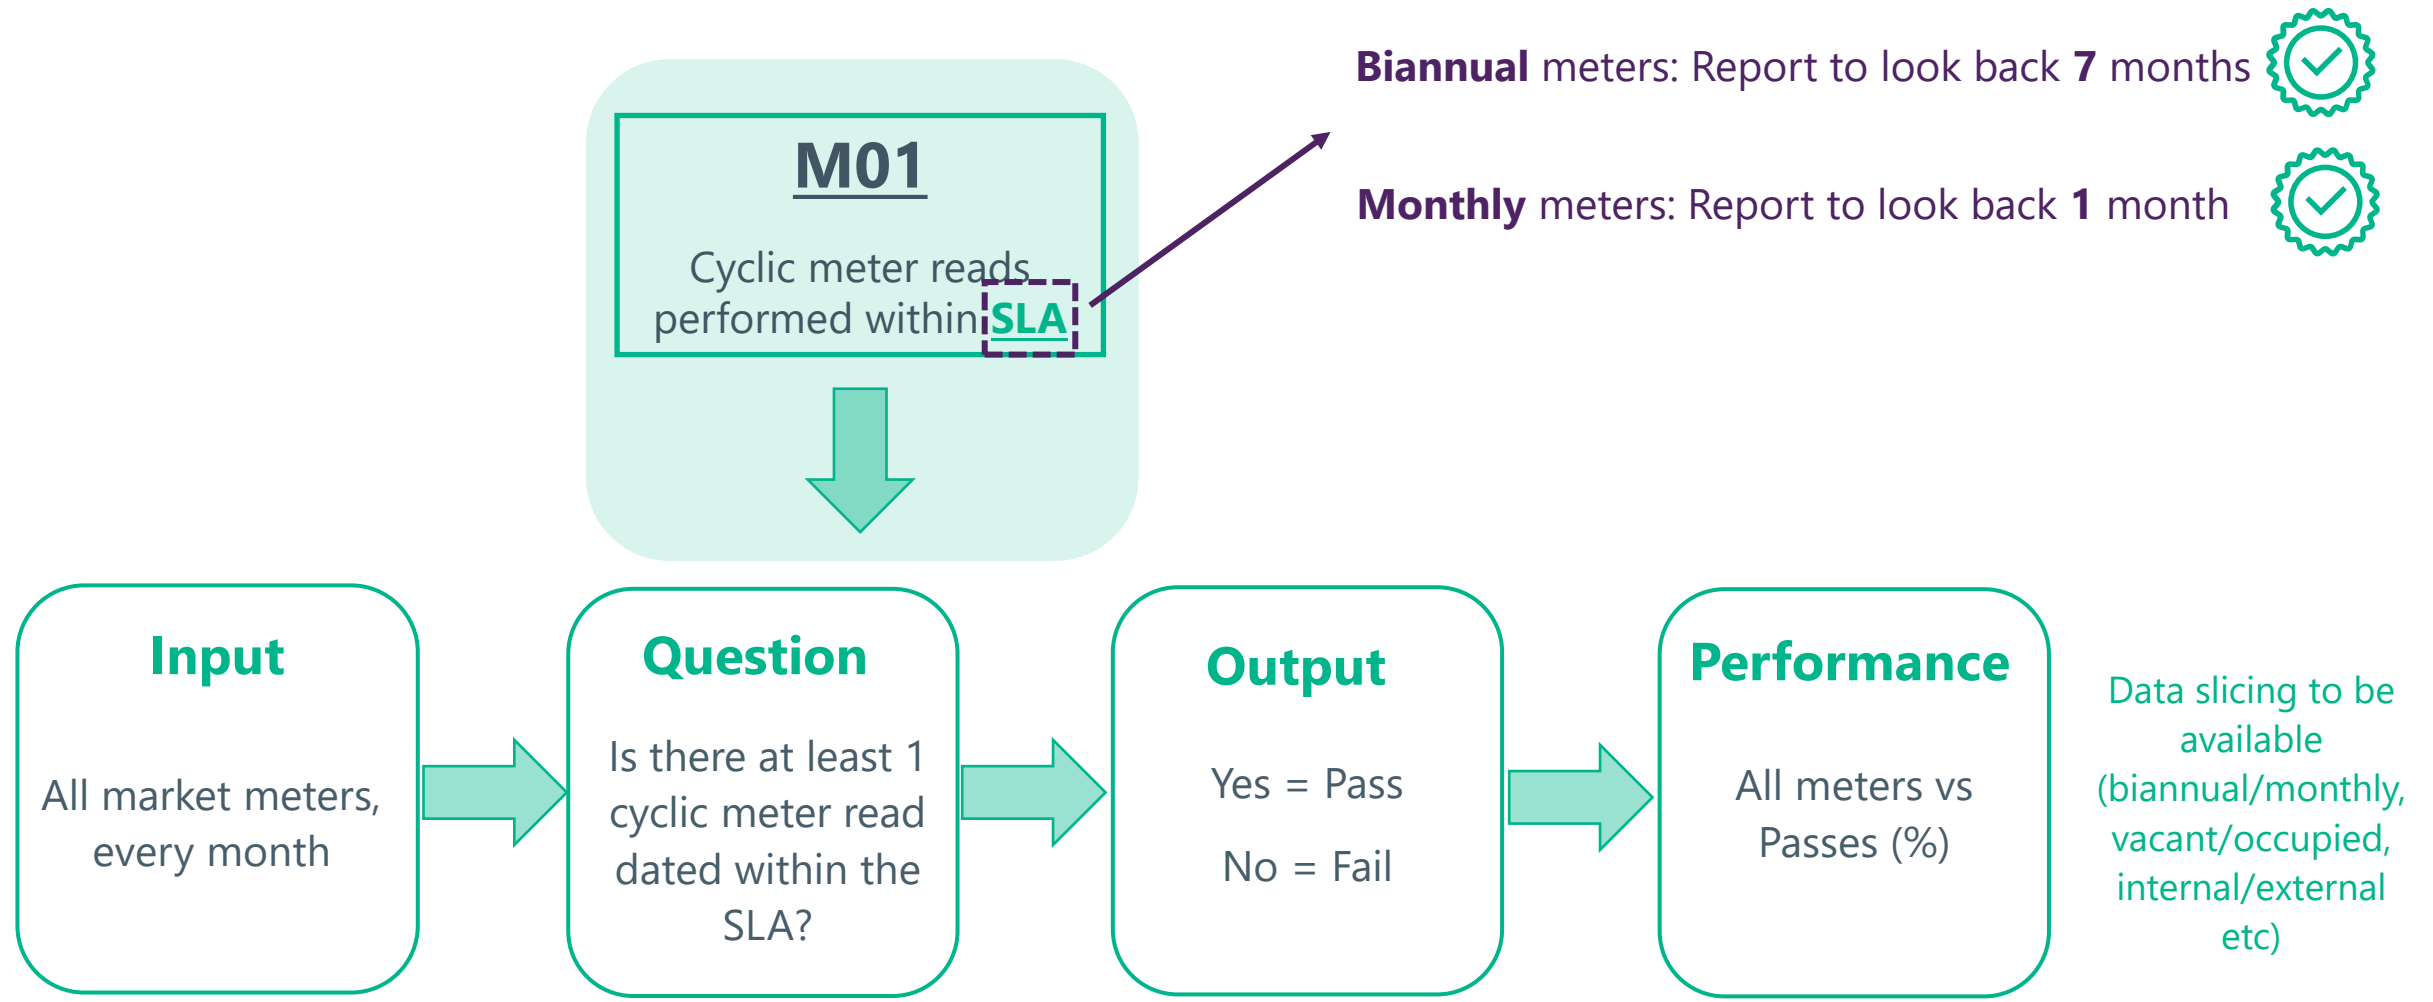 Biannual meters: Report to look back 7 months
Monthly meters: Report to look back 1 month
M01
Cyclic meter reads
performed within SLA
Input
All market meters,
every month
Question
Is there at least 1
cyclic meter read
dated within the
SLA?
Output
Yes = Pass
No = Fail
Performance
All meters vs
Passes (%)
Data slicing to be
available
(biannual/monthly,
vacant/occupied,
internal/external
etc)